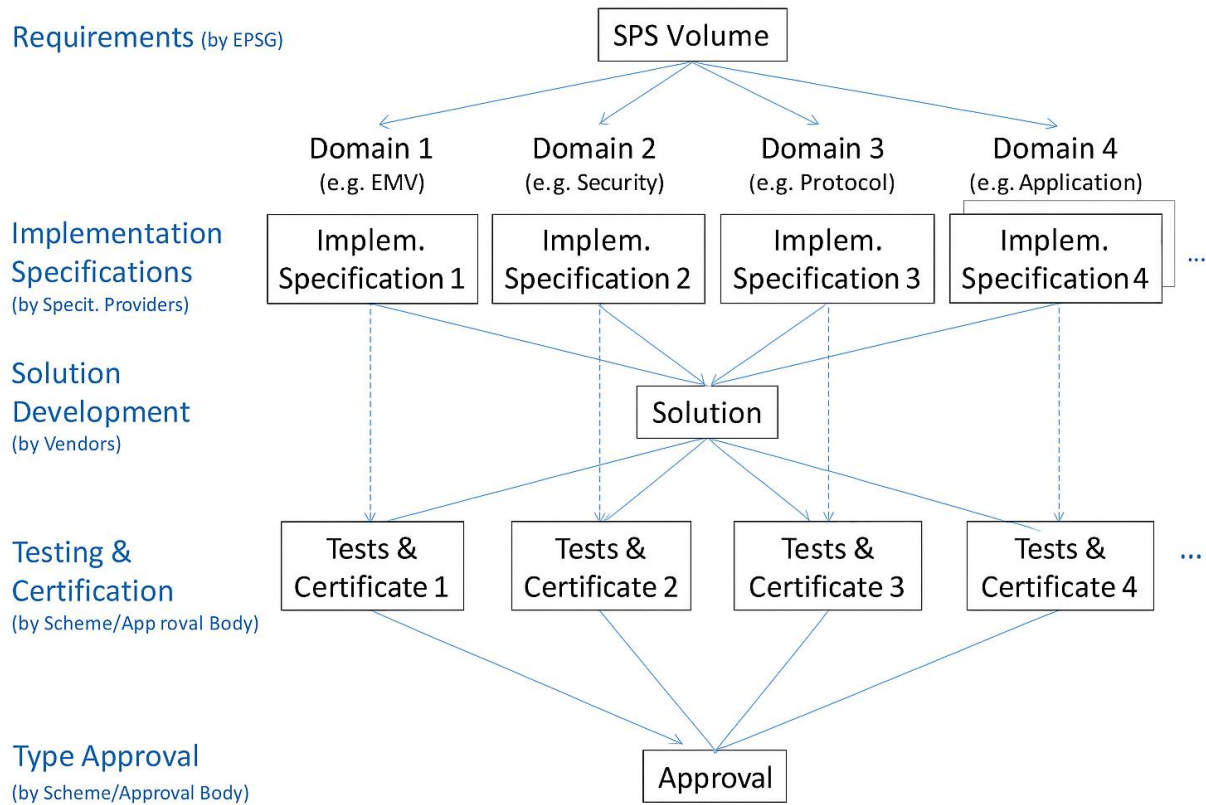 Requirements (by EPSG)
SPS Volume
Domain 1
(e.g. EMV)
Domain 2
(e.g. Security)
Domain 3
(e.g. Protocol)
Domain 4
(e.g. Application)
Implementation
Specifications
(by Specit. Providers)
Implem.
Specification 1
Implem.
Specification 2
Implem.
Specification 3
Implem.
Specification 4
...
Solution
Development
(by Vendors)
Solution
Testing &
Certification
(by Scheme/App roval Body)
Tests &
Certificate 1
Tests &
Certificate 2
Tests &
Certificate 3
Tests &
Certificate 4
...
Type Approval
(by Scheme/Approval Body)
Approval